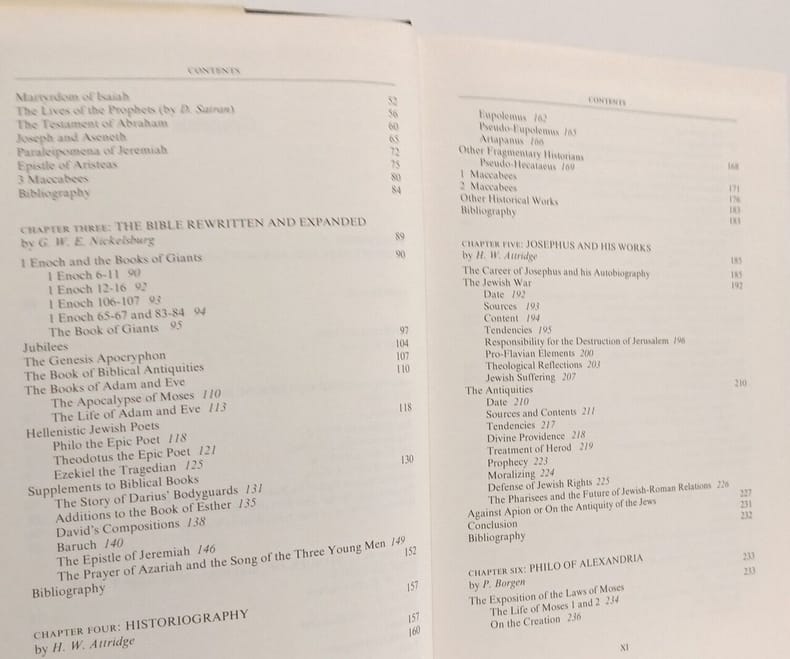 CONTENTS
Martyrdom of Isaiah 52
The Lives of the Prophets (by D. Satran) 56
The Testament of Abraham 60
Joseph and Aseneth 65
Paraleipomena of Jeremiah 72
Epistle of Aristeas 75
3 Maccabees 80
Bibliography 84
CHAPTER THREE: THE BIBLE REWRITTEN AND EXPANDED
by G. W. E. Nickelsburg 89
1 Enoch and the Books of Giants 90
1 Enoch 6-11 90
1 Enoch 12-16 92
1 Enoch 106-107 93
1 Enoch 65-67 and 83-84 94
The Book of Giants 95
Jubilees 97
The Genesis Apocryphon 104
The Book of Biblical Antiquities 107
The Books of Adam and Eve 110
The Apocalypse of Moses 110
The Life of Adam and Eve 113
Hellenistic Jewish Poets 118
Philo the Epic Poet 118
Theodotus the Epic Poet 121
Ezekiel the Tragedian 125
Supplements to Biblical Books 130
The Story of Darius' Bodyguards 131
Additions to the Book of Esther 135
David's Compositions 138
Baruch 140
The Epistle of Jeremiah 146
The Prayer of Azariah and the Song of the Three Young Men 149
Bibliography 152
CHAPTER FOUR: HISTORIOGRAPHY 157
by H. W. Attridge
157
160
CONTENTS
Eupolemus 162
Pseudo-Eupolemus 165
Artapanus 166
Other Fragmentary Historians 168
Pseudo-Hecataeus 169
1 Maccabees 171
2 Maccabees 176
Other Historical Works 183
Bibliography 183
CHAPTER FIVE: JOSEPHUS AND HIS WORKS
by H. W. Attridge 185
The Career of Josephus and his Autobiography 185
The Jewish War 192
Date 192
Sources 193
Content 194
Tendencies 195
Responsibility for the Destruction of Jerusalem 196
Pro-Flavian Elements 200
Theological Reflections 203
Jewish Suffering 207
The Antiquities 210
Date 210
Sources and Contents 211
Tendencies 217
Divine Providence 218
Treatment of Herod 219
Prophecy 223
Moralizing 224
Defense of Jewish Rights 225
The Pharisees and the Future of Jewish-Roman Relations 226
Against Apion or On the Antiquity of the Jews 227
Conclusion 231
Bibliography 232
CHAPTER SIX: PHILO OF ALEXANDRIA 233
by P. Borgen
The Exposition of the Laws of Moses 233
The Life of Moses 1 and 2 234
On the Creation 236
XI